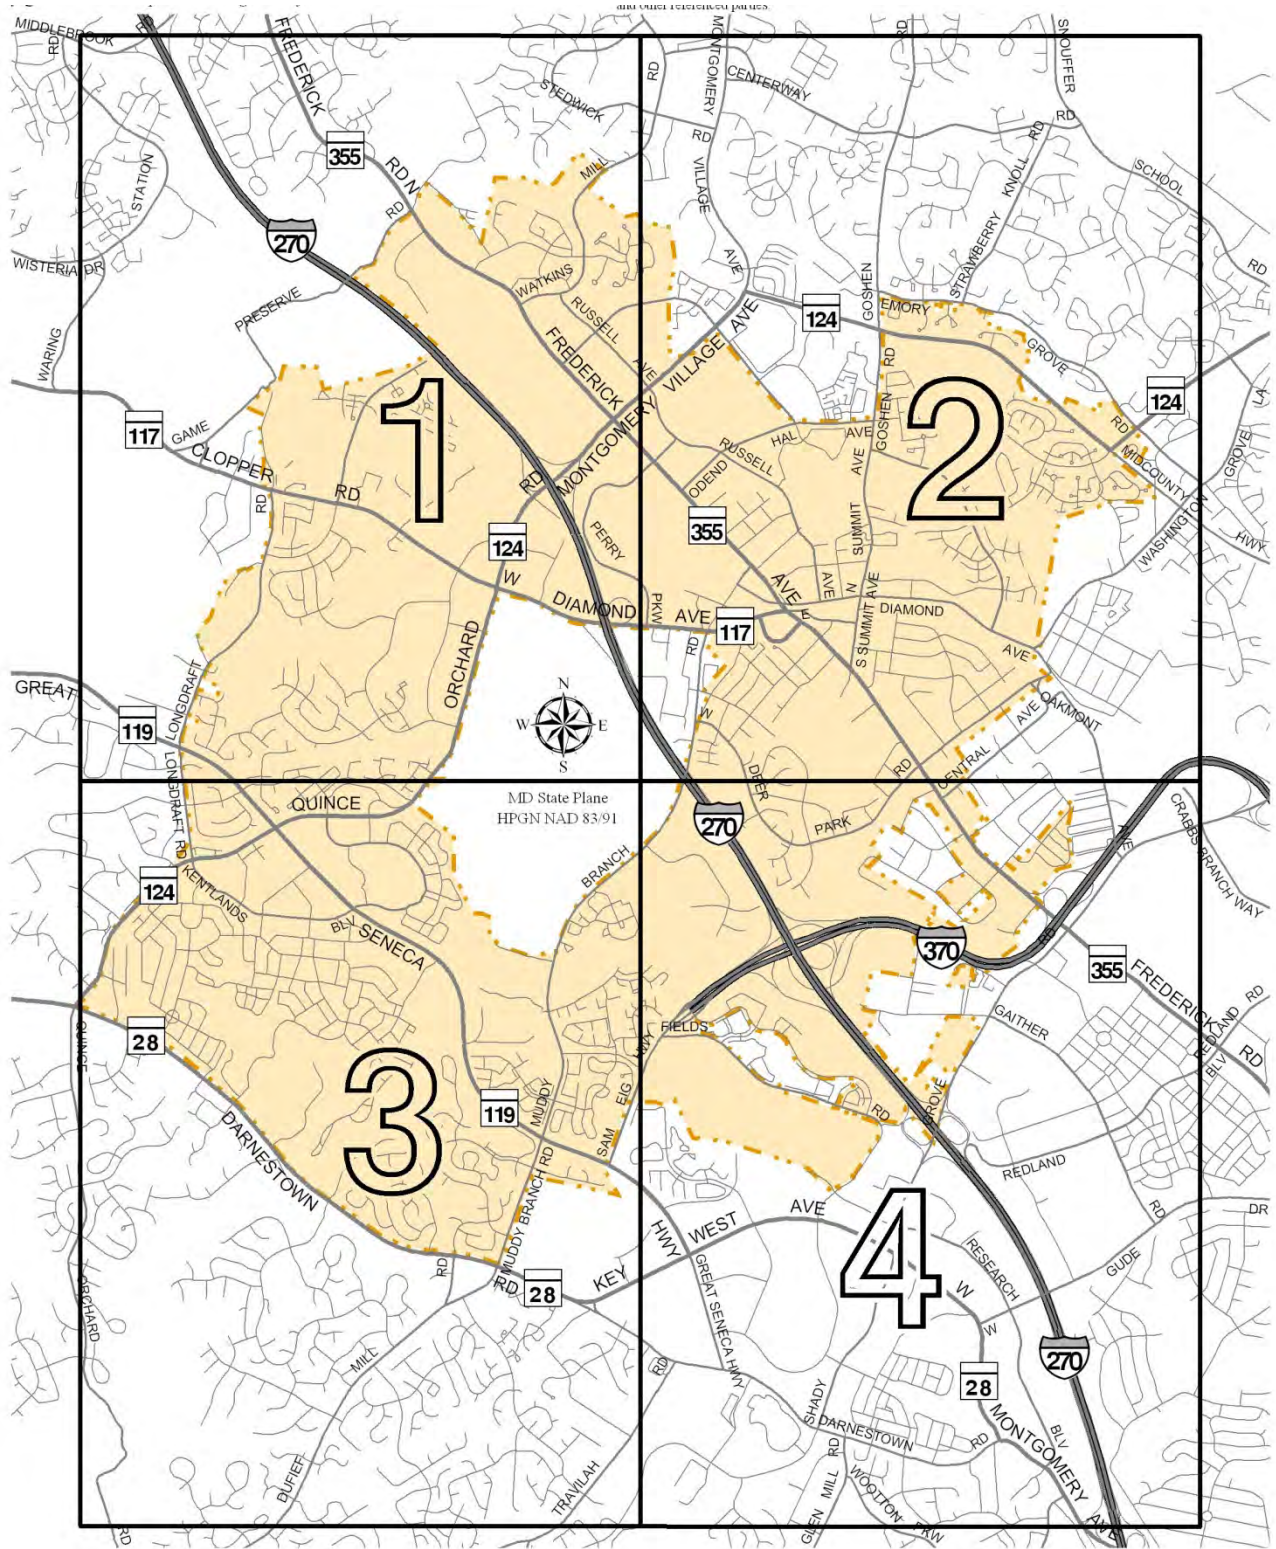 and other referenced parties.
MIDDLEBROOK
RD
RD
FREDERICK
355
RD N
RD
STEDWICK
RD
MONTGOMERY
CENTERWAY
RD
VILLAGE
AVE
RD
SNOUFFER
RD
RD
KNOLL
STRAWBERRY
SCHOOL
RD
STATION
WISTERIA DR
WARING
270
PRESERVE
MILL
WATKINS
RUSSELL
AVE
FREDERICK
MONTGOMERY
VILLAGE
AVE
124
GOSHEN
EMORY
GROVE
RD
GOSHEN
RD
124
LA
GROVE
MIDCOUNTY
HWY
WASHINGTON
117
GAME
CLOPPER
RD
RD
1
2
RD
124
PERRY
PKW
ODEND
HAL
AVE
RUSSELL
AVE
355
AVE
AVE
SUMMIT
N
S SUMMIT AVE
E
DIAMOND
AVE
W
DIAMOND
AVE
117
RD
ORCHARD
N
W
E
S
GREAT
119
LONGDRAFT
LONGDRAFT RD
QUINCE
MD State Plane
HPGN NAD 83/91
W
DEER
PARK
RD
CENTRAL
AVE
OAKMONT
AVE
CRABBS BRANCH WAY
270
124
KENTLANDS
BLV
SENECA
BRANCH
370
RD
355
FREDERICK
RD
REDLAND
RD
BLV
GAITHER
28
QUINCE
DARNESTOWN
3
119
MUDDY
SAM
EIG
HWY
FIELDS
RD
GROVE
REDLAND
RD
DR
GUDE
MUDDY BRANCH RD
RD
RD
28
KEY
WEST
AVE
HWY
GREAT SENECA HWY
4
RESEARCH
W
W
270
28
MONTGOMERY
AVE
BLV
ORCHARD
RD
MILL
DUFIEF
TRAVILAH
RD
SHADY
DARNESTOWN
RD
RD
MILL
GLEN
WOOTTON
PKW